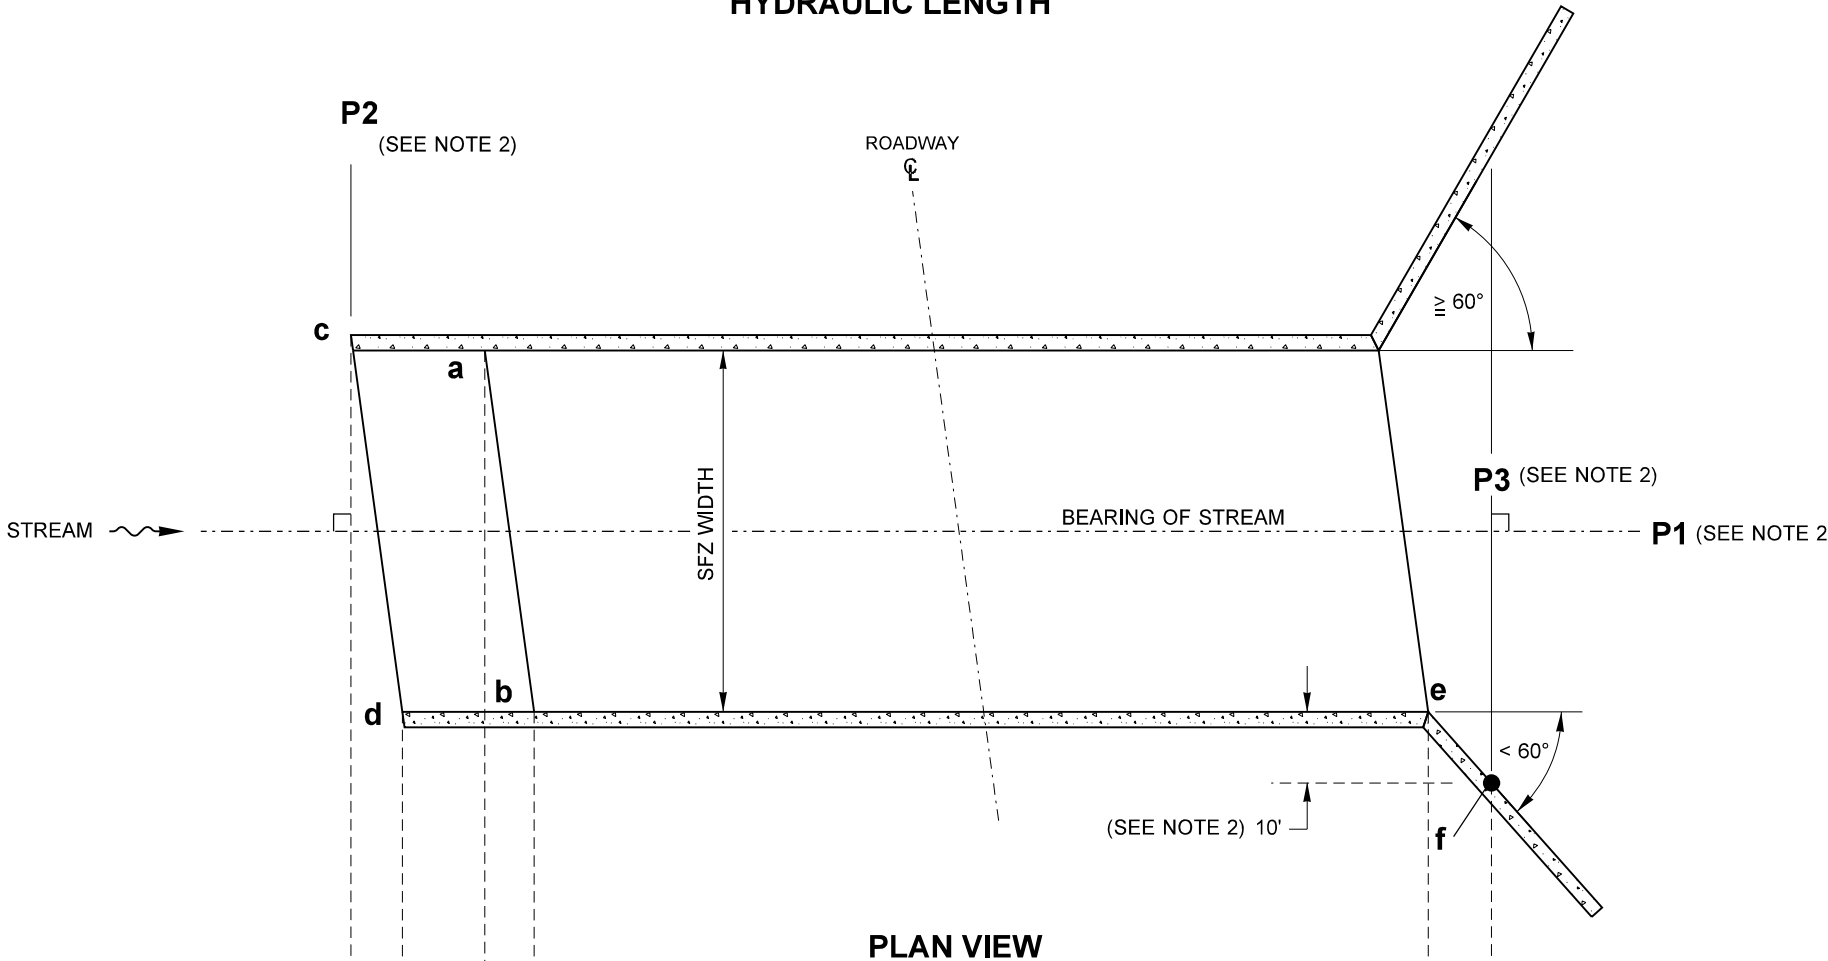 HYDRAULIC LENGTH
P2
(SEE NOTE 2)
ROADWAY
℄
c
a
≥ 60°
SFZ WIDTH
P3 (SEE NOTE 2)
STREAM
BEARING OF STREAM
P1 (SEE NOTE 2
b
d
e
< 60°
(SEE NOTE 2) 10'
f
PLAN VIEW